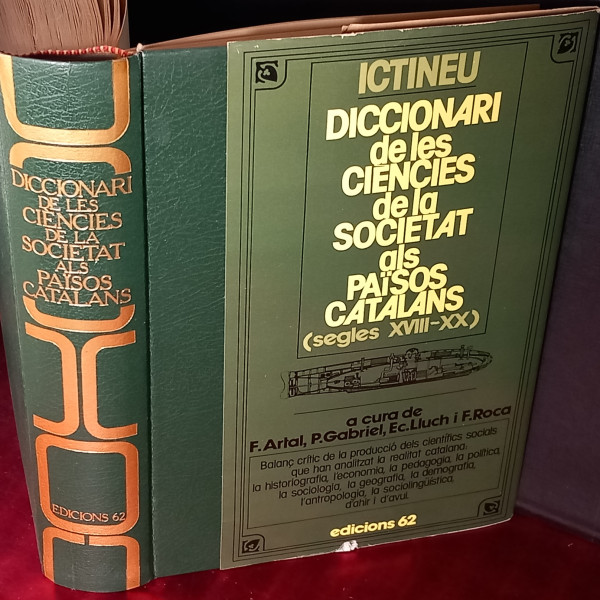 DICCIONARI
DE LES
CIÈNCIES
DE LA
SOCIETAT
ALS
PAÏSOS
CATALANS
EDICIONS 62
ICTINEU
DICCIONARI
de les
CIÈNCIES
de la
SOCIETAT
als
PAÏSOS
CATALANS
(segles XVIII-XX)
a cura de
F. Artal, P. Gabriel, Ec. Lluch i F. Roca
Balanç crític de la producció dels científics socials
que han analitzat la realitat catalana:
la historiografia, l'economia, la pedagogia, la política,
la sociologia, la geografia, la demografia,
l'antropologia, la sociolingüística,
d'ahir i d'avui.
edicions 62